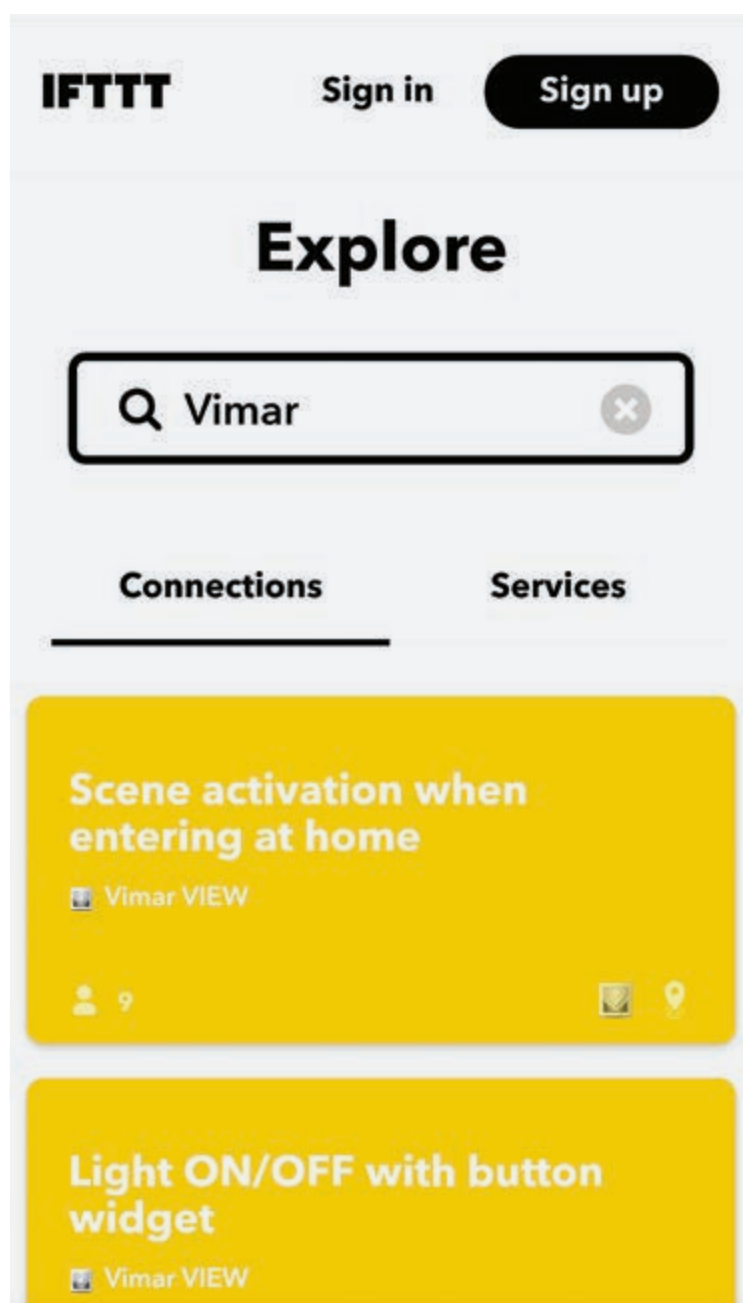 IFTTT
Sign in
Sign up
Explore
Vimar
Connections
Services
Scene activation when
entering at home
Vimar VIEW
9
Light ON/OFF with button
widget
Vimar VIEW